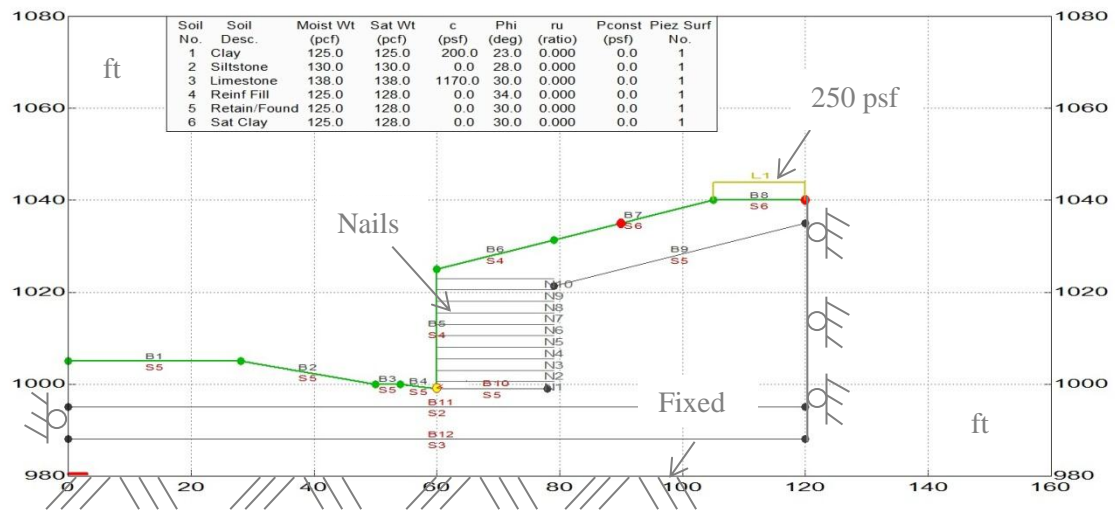 1080
1060
1040
1020
1000
980
ft
Soil Soil Moist Wt Sat Wt c Phi ru Pconst Piez Surf
No. Desc. (pcf) (pcf) (psf) (deg) (ratio) (psf) No.
1 Clay 125.0 125.0 200.0 23.0 0.000 0.0 1
2 Siltstone 130.0 130.0 0.0 28.0 0.000 0.0 1
3 Limestone 138.0 138.0 1170.0 30.0 0.000 0.0 1
4 Reinf Fill 125.0 128.0 0.0 34.0 0.000 0.0 1
5 Retain/Found 125.0 128.0 0.0 30.0 0.000 0.0 1
6 Sat Clay 125.0 128.0 0.0 30.0 0.000 0.0 1
250 psf
L1
B8
S6
B7
S6
Nails
B6
S4
B9
S5
N10
N9
N8
N7
N6
N5
N4
N3
N2
N1
B5
S4
B1
S5
B2
S5
B3
S5
B4
S5
B10
S5
B11
S2
Fixed
B12
S3
ft
1080
1060
1040
1020
1000
980
0 20 40 60 80 100 120 140 160